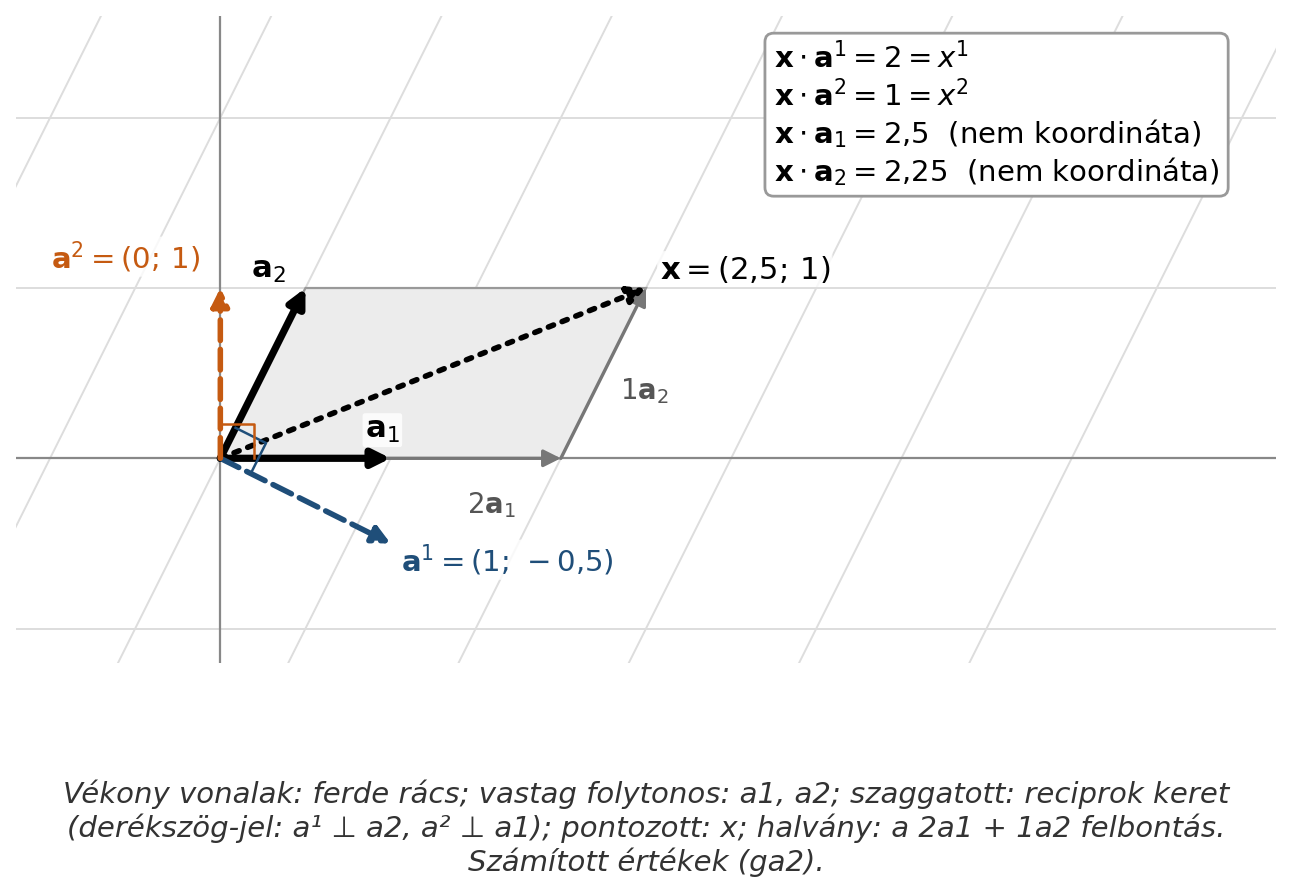 𝐱 · 𝐚¹ = 2 = x¹
𝐱 · 𝐚² = 1 = x²
𝐱 · 𝐚₁ = 2,5 (nem koordináta)
𝐱 · 𝐚₂ = 2,25 (nem koordináta)
𝐚² = (0; 1)
𝐚₂
𝐱 = (2,5; 1)
1𝐚₂
𝐚₁
2𝐚₁
𝐚¹ = (1; −0,5)
Vékony vonalak: ferde rács; vastag folytonos: a1, a2; szaggatott: reciprok keret
(derékszög-jel: a¹ ⊥ a2, a² ⊥ a1); pontozott: x; halvány: a 2a1 + 1a2 felbontás.
Számított értékek (ga2).